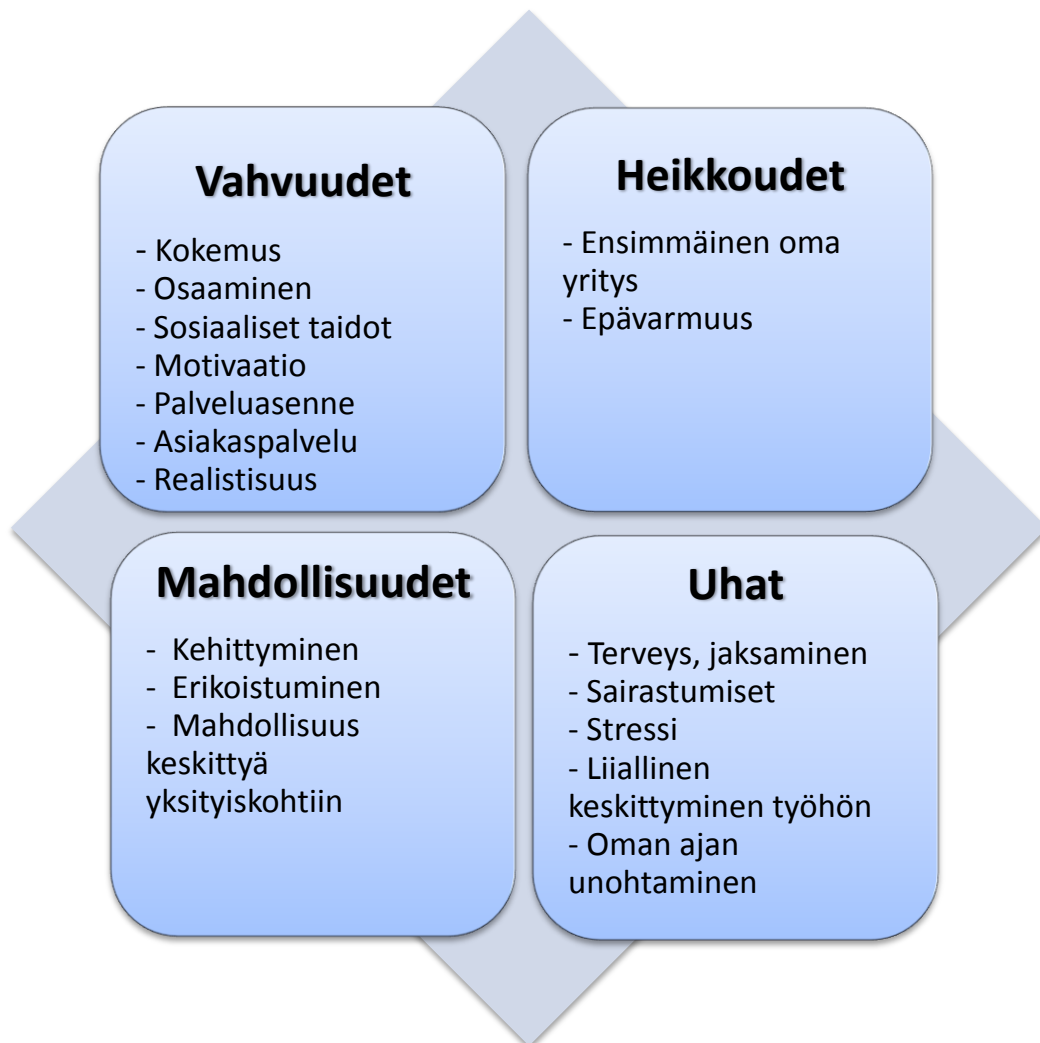 Vahvuudet
- Kokemus
- Osaaminen
- Sosiaaliset taidot
- Motivaatio
- Palveluasenne
- Asiakaspalvelu
- Realistisuus
Heikkoudet
- Ensimmäinen oma
yritys
- Epävarmuus
Mahdollisuudet
- Kehittyminen
- Erikoistuminen
- Mahdollisuus
keskittyä
yksityiskohtiin
Uhat
- Terveys, jaksaminen
- Sairastumiset
- Stressi
- Liiallinen
keskittyminen työhön
- Oman ajan
unohtaminen